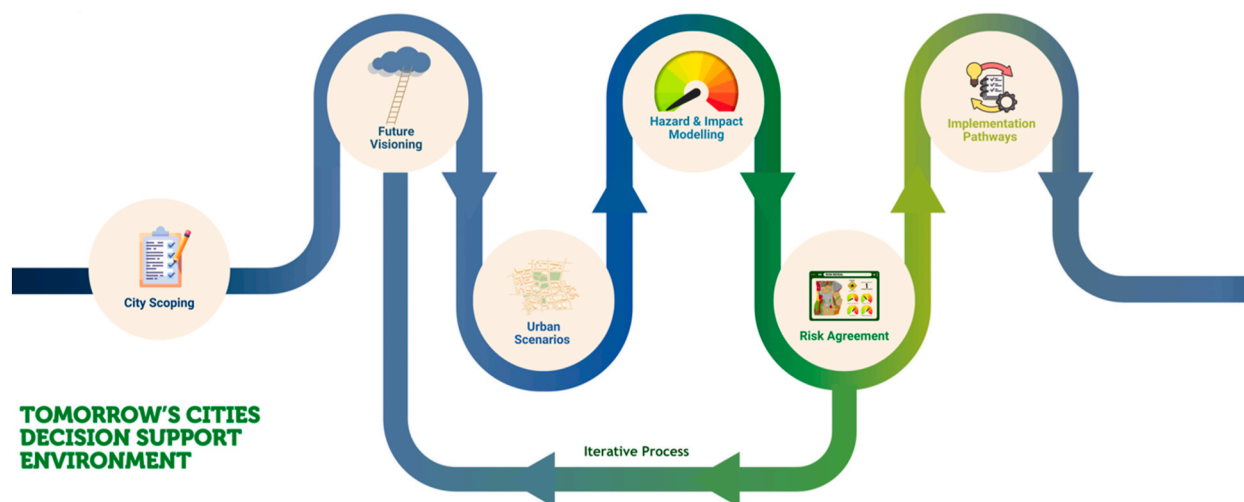 City Scoping
Future
Visioning
Urban
Scenarios
Hazard & Impact
Modelling
Risk Agreement
Implementation
Pathways
Iterative Process
TOMORROW'S CITIES
DECISION SUPPORT
ENVIRONMENT